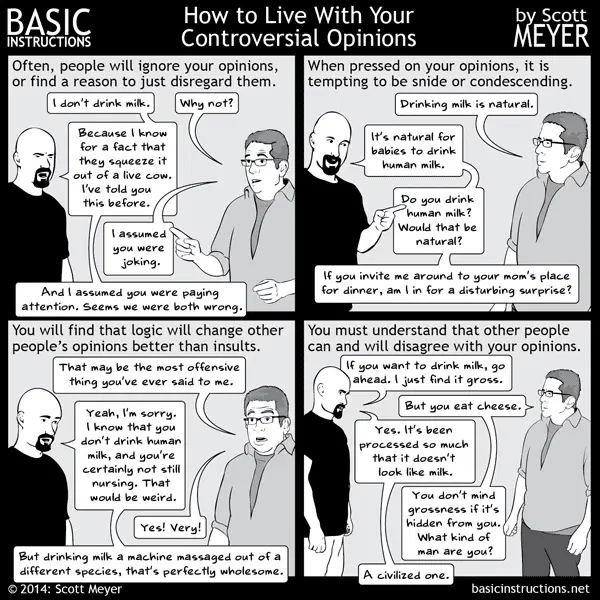 BASIC
INSTRUCTIONS
How to Live With Your
Controversial Opinions
by Scott
MEYER
Often, people will ignore your opinions,
or find a reason to just disregard them.
I don't drink milk.
Why not?
Because I know
for a fact that
they squeeze it
out of a live cow.
I've told you
this before.
I assumed
you were
joking.
And I assumed you were paying
attention. Seems we were both wrong.
When pressed on your opinions, it is
tempting to be snide or condescending.
Drinking milk is natural.
It's natural for
babies to drink
human milk.
Do you drink
human milk?
Would that be
natural?
If you invite me around to your mom's place
for dinner, am I in for a disturbing surprise?
You will find that logic will change other
people's opinions better than insults.
That may be the most offensive
thing you've ever said to me.
Yeah, I'm sorry.
I know that you
don't drink human
milk, and you're
certainly not still
nursing. That
would be weird.
Yes! Very!
But drinking milk a machine massaged out of a
different species, that's perfectly wholesome.
You must understand that other people
can and will disagree with your opinions.
If you want to drink milk, go
ahead. I just find it gross.
But you eat cheese.
Yes. It's been
processed so much
that it doesn't
look like milk.
You don't mind
grossness if it's
hidden from you.
What kind of
man are you?
A civilized one.
© 2014: Scott Meyer
basicinstructions.net